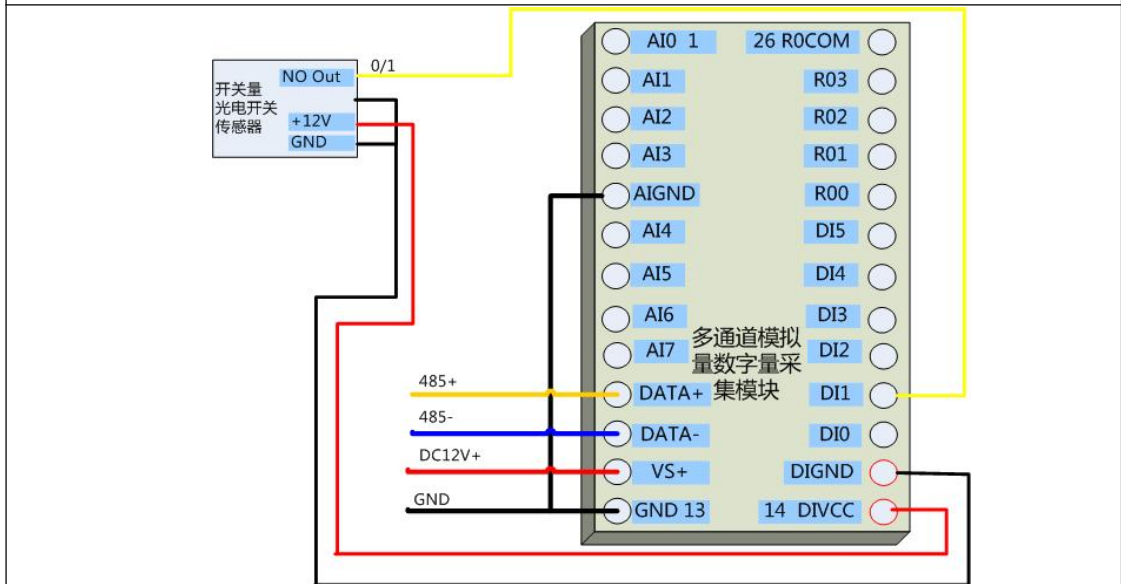 NO Out
0/1
开关量
光电开关
传感器
+12V
GND
AI0 1
26 R0COM
AI1
R03
AI2
R02
AI3
R01
AIGND
R00
AI4
DI5
AI5
DI4
AI6
DI3
AI7
DI2
多通道模拟
量数字量采
集模块
485+
DATA+
DI1
485-
DATA-
DI0
DC12V+
VS+
DIGND
GND
GND 13
14 DIVCC